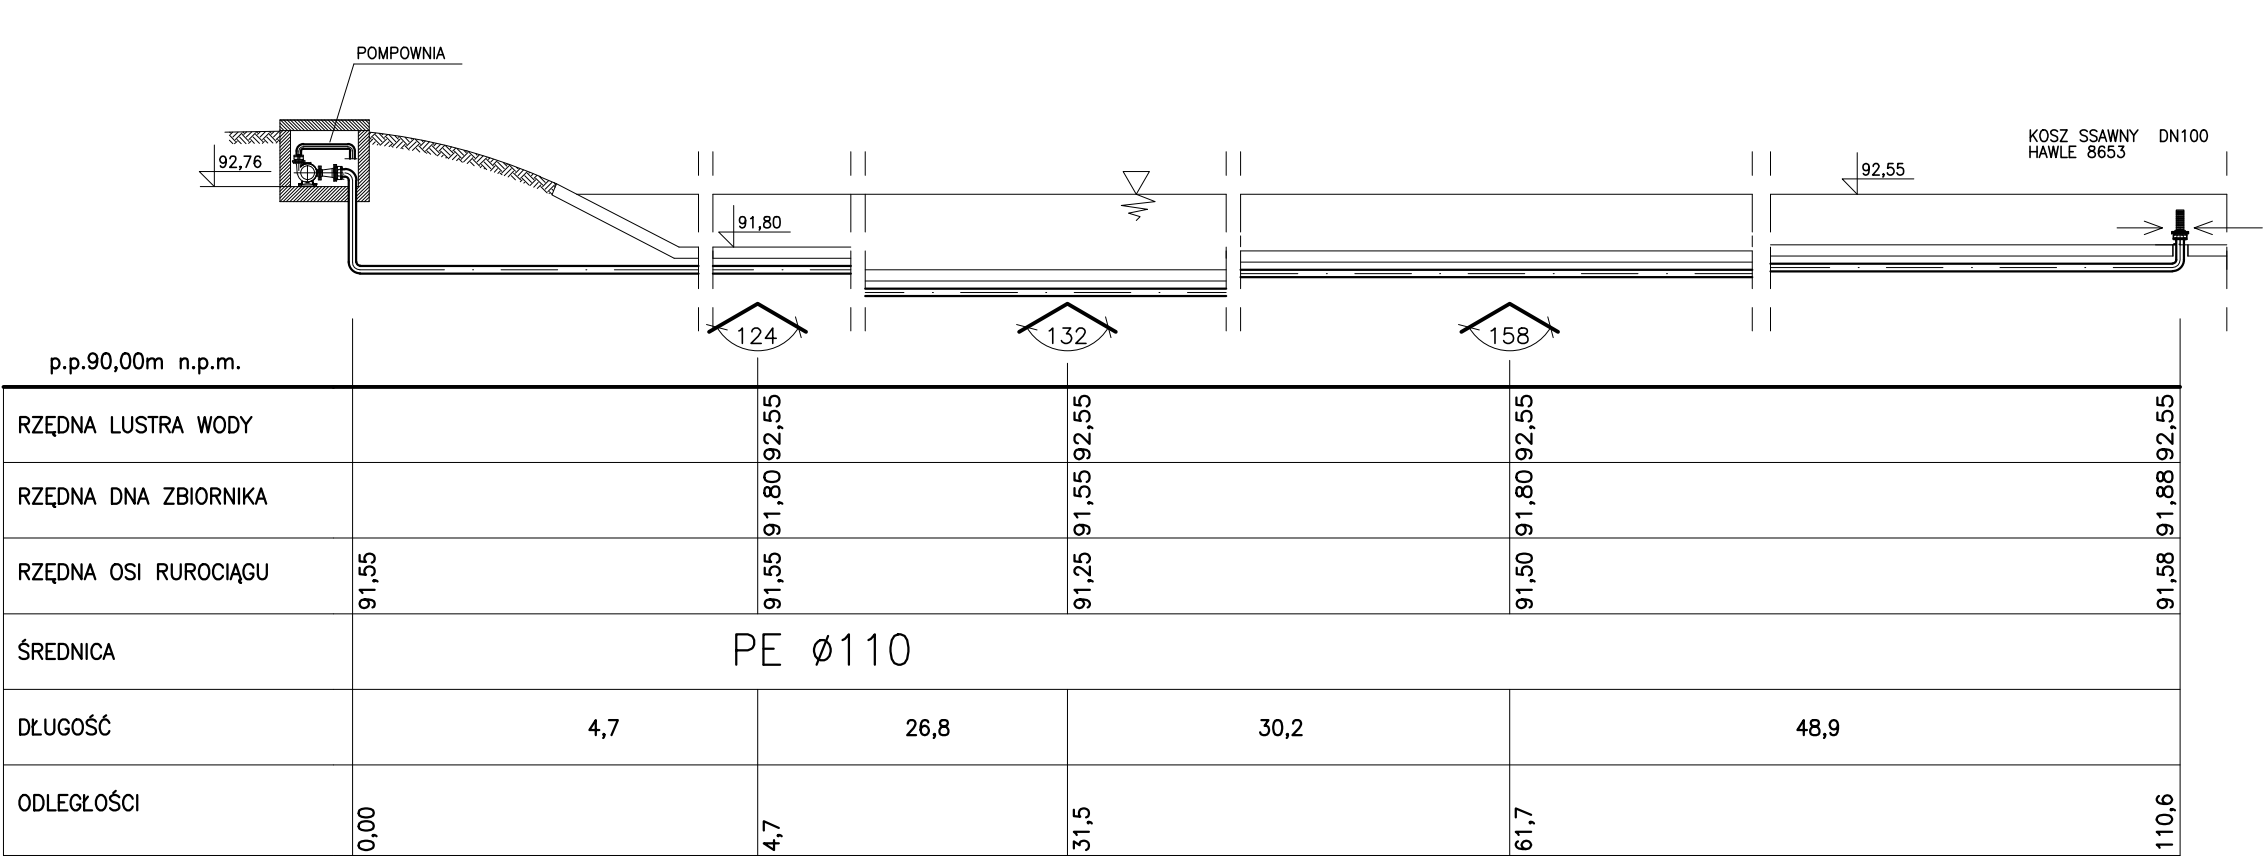 POMPOWNIA
KOSZ SSAWNY DN100
HAWLE 8653
92,76
92,55
91,80
124
132
158
p.p.90,00m n.p.m.
RZĘDNA LUSTRA WODY 92,55 92,55 92,55 92,55
RZĘDNA DNA ZBIORNIKA 91,80 91,55 91,80 91,88
RZĘDNA OSI RUROCIĄGU 91,55 91,55 91,25 91,50 91,58
ŚREDNICA PE ø110
DŁUGOŚĆ 4,7 26,8 30,2 48,9
ODLEGŁOŚCI 0,00 4,7 31,5 61,7 110,6